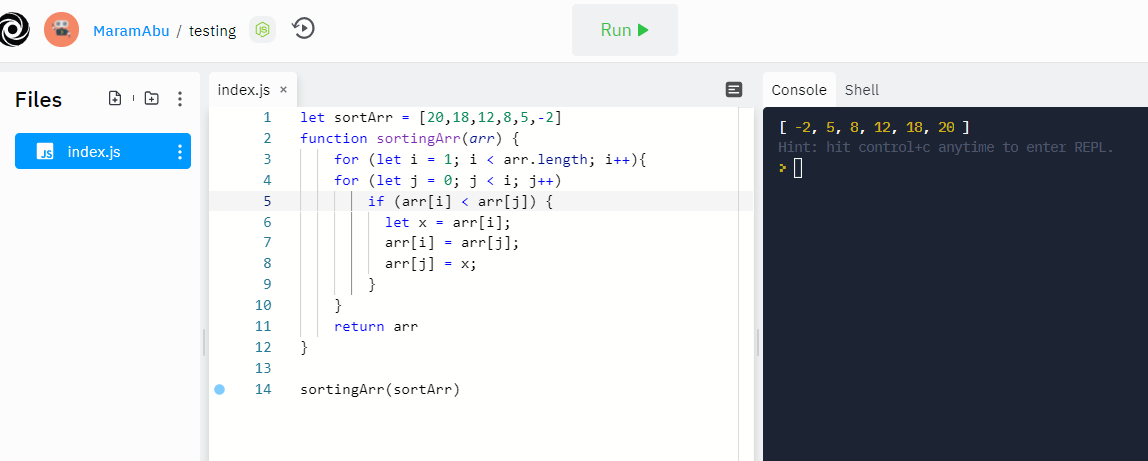 MaramAbu / testing
Run
Files
index.js
index.js ×
1 let sortArr = [20,18,12,8,5,-2]
2 function sortingArr(arr) {
3 for (let i = 1; i < arr.length; i++){
4 for (let j = 0; j < i; j++)
5 if (arr[i] < arr[j]) {
6 let x = arr[i];
7 arr[i] = arr[j];
8 arr[j] = x;
9 }
10 }
11 return arr
12 }
13
14 sortingArr(sortArr)
Console Shell
[ -2, 5, 8, 12, 18, 20 ]
Hint: hit control+c anytime to enter REPL.
>